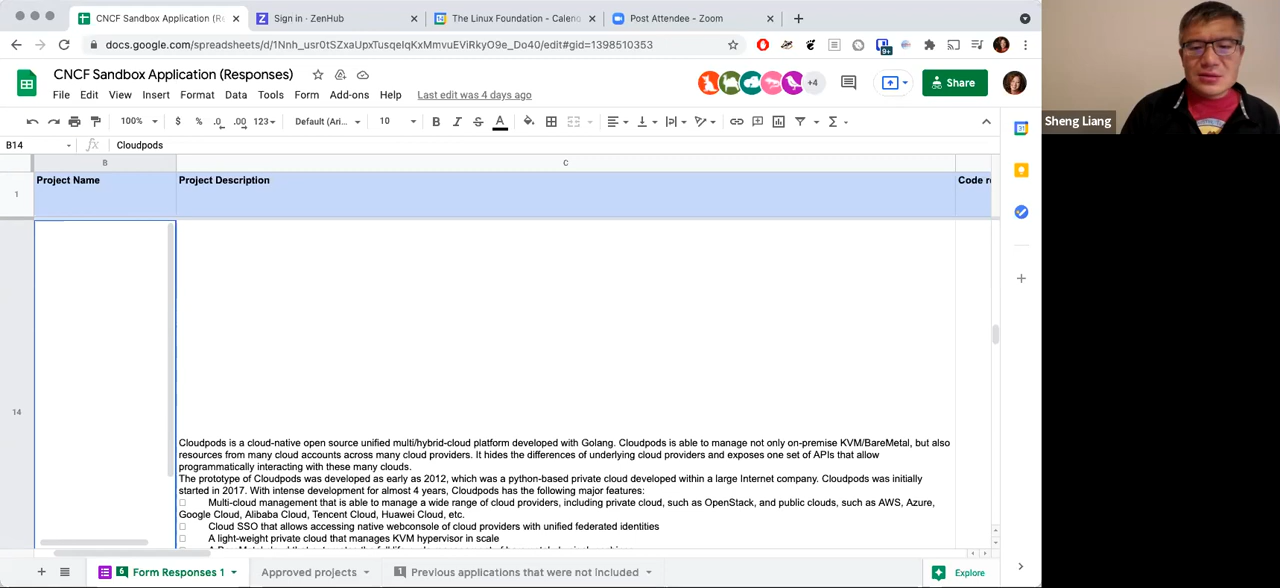 CNCF Sandbox Application (Re
Sign in · ZenHub
The Linux Foundation - Calenc
Post Attendee - Zoom
docs.google.com/spreadsheets/d/1Nnh_usr0tSZxaUpxTusqeIqKxMmvuEViRkyO9e_Do40/edit#gid=1398510353
9+
CNCF Sandbox Application (Responses)
+4
Share
File Edit View Insert Format Data Tools Form Add-ons Help Last edit was 4 days ago
100% $ % .0 .00 123 Default (Ari... 10 B I S A
B14 fx Cloudpods
B C
1 Project Name Project Description Code r
14
Cloudpods is a cloud-native open source unified multi/hybrid-cloud platform developed with Golang. Cloudpods is able to manage not only on-premise KVM/BareMetal, but also
resources from many cloud accounts across many cloud providers. It hides the differences of underlying cloud providers and exposes one set of APIs that allow
programmatically interacting with these many clouds.
The prototype of Cloudpods was developed as early as 2012, which was a python-based private cloud developed within a large Internet company. Cloudpods was initially
started in 2017. With intense development for almost 4 years, Cloudpods has the following major features:
Multi-cloud management that is able to manage a wide range of cloud providers, including private cloud, such as OpenStack, and public clouds, such as AWS, Azure,
Google Cloud, Alibaba Cloud, Tencent Cloud, Huawei Cloud, etc.
Cloud SSO that allows accessing native webconsole of cloud providers with unified federated identities
A light-weight private cloud that manages KVM hypervisor in scale
6 Form Responses 1 Approved projects 1 Previous applications that were not included Explore
Sheng Liang